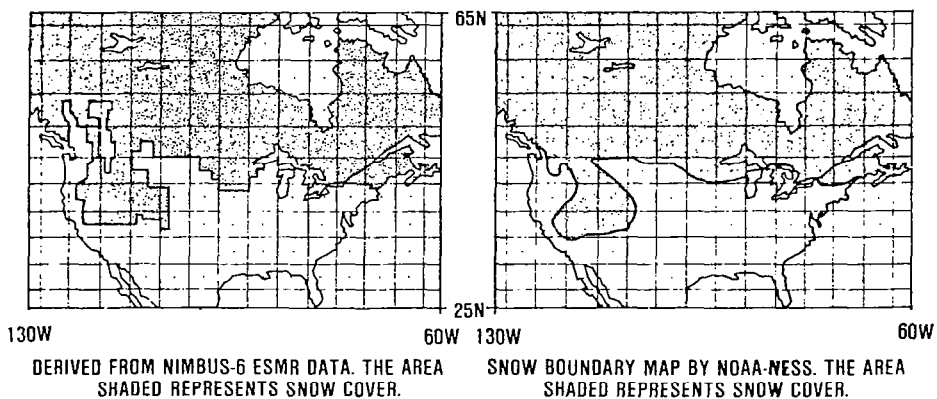 65N
25N
130W 60W 130W 60W
DERIVED FROM NIMBUS-6 ESMR DATA. THE AREA
SHADED REPRESENTS SNOW COVER.
SNOW BOUNDARY MAP BY NOAA-NESS. THE AREA
SHADED REPRESENTS SNOW COVER.